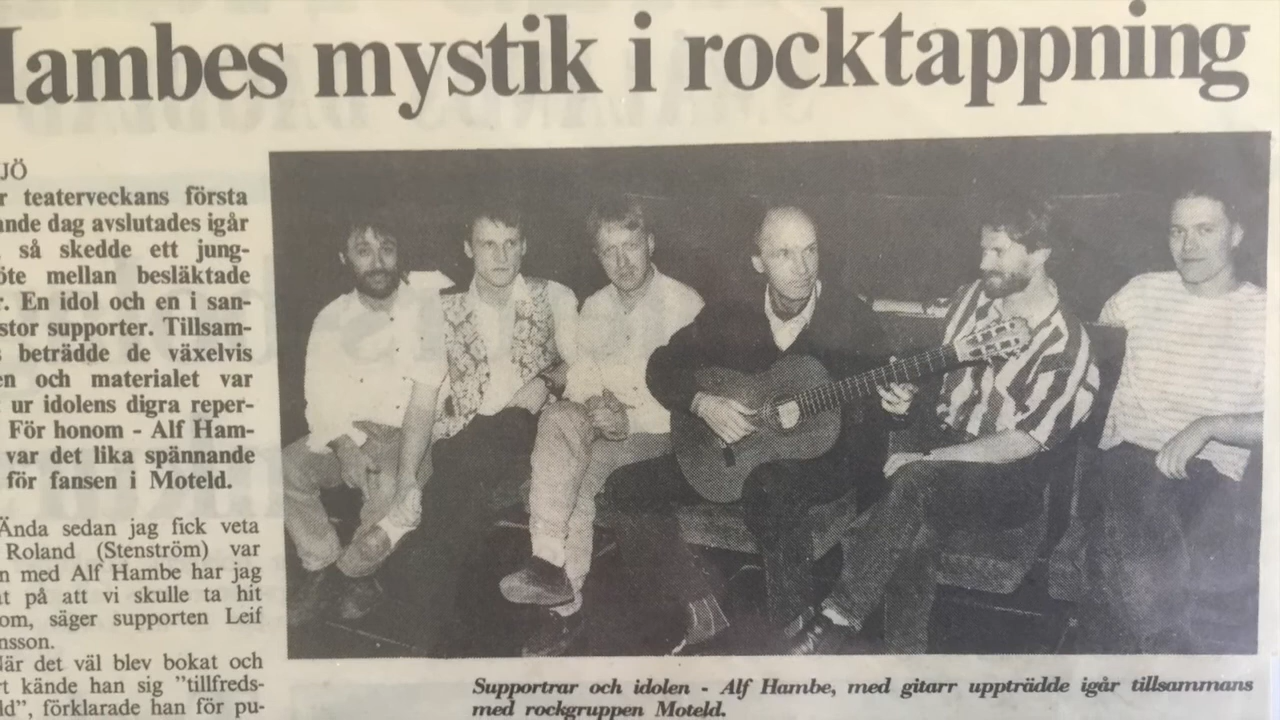 Hambes mystik i rocktappning
JÖ
r teaterveckans första
ande dag avslutades igår
, så skedde ett jung-
öte mellan besläktade
r. En idol och en i san-
stor supporter. Tillsam-
s beträdde de växelvis
en och materialet var
t ur idolens digra reper-
För honom - Alf Ham-
var det lika spännande
för fansen i Moteld.
Ända sedan jag fick veta
Roland (Stenström) var
n med Alf Hambe har jag
at på att vi skulle ta hit
om, säger supporten Leif
nsson.
När det väl blev bokat och
rt kände han sig "tillfreds-
ld", förklarade han för pu-
Supportrar och idolen - Alf Hambe, med gitarr uppträdde igår tillsammans
med rockgruppen Moteld.